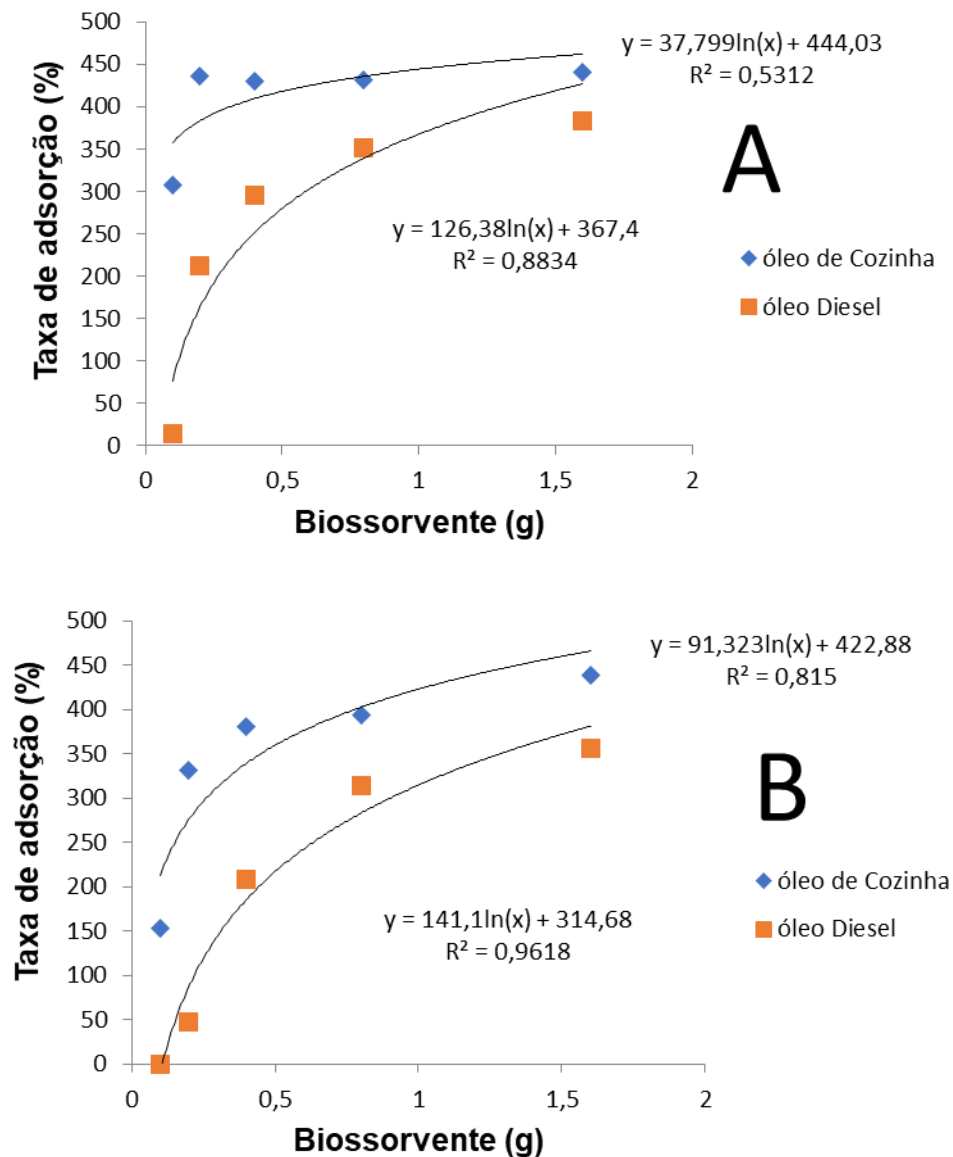 500
450
400
350
300
250
200
150
100
50
0
Taxa de adsorção (%)
y = 37,799ln(x) + 444,03
R² = 0,5312
A
y = 126,38ln(x) + 367,4
R² = 0,8834
óleo de Cozinha
óleo Diesel
0 0,5 1 1,5 2
Biossorvente (g)
500
450
400
350
300
250
200
150
100
50
0
Taxa de adsorção (%)
y = 91,323ln(x) + 422,88
R² = 0,815
B
óleo de Cozinha
óleo Diesel
y = 141,1ln(x) + 314,68
R² = 0,9618
0 0,5 1 1,5 2
Biossorvente (g)